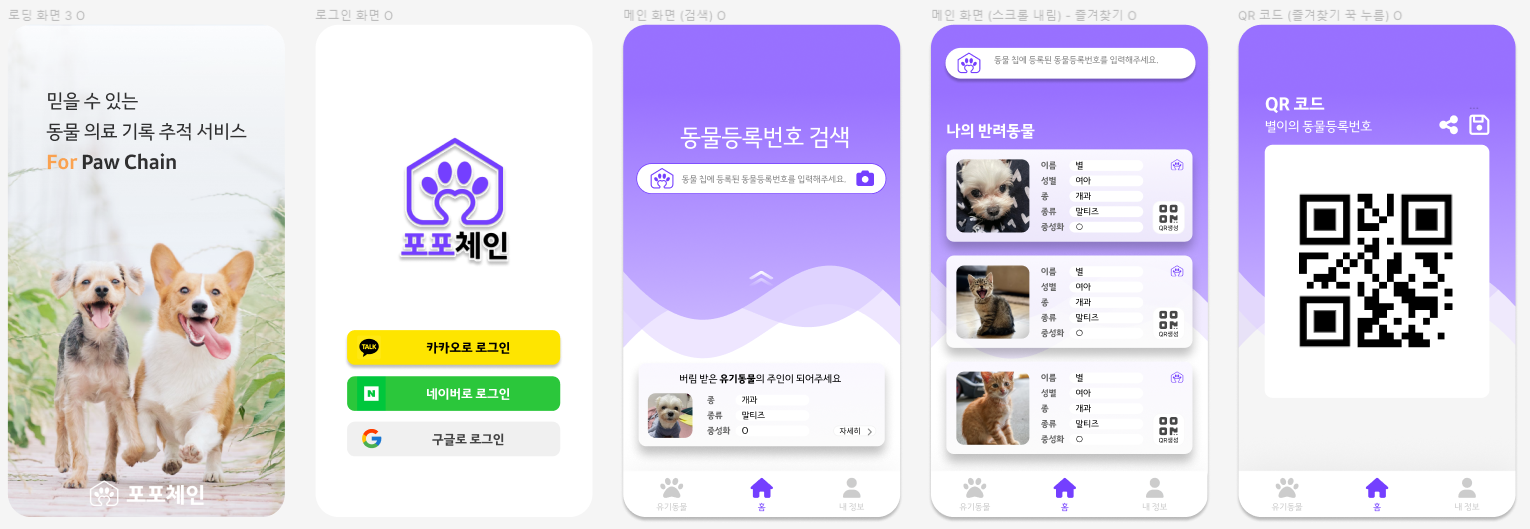 로딩 화면 3 O
믿을 수 있는
동물 의료 기록 추적 서비스
For Paw Chain
포포체인
로그인 화면 O
포포체인
TALK
카카오로 로그인
N
네이버로 로그인
G
구글로 로그인
메인 화면 (검색) O
동물등록번호 검색
동물 칩에 등록된 동물등록번호를 입력해주세요.
버림 받은 유기동물의 주인이 되어주세요
종 개과
종류 말티즈
중성화 O
자세히
유기동물 홈 내 정보
메인 화면 (스크롤 내림) - 즐겨찾기 O
동물 칩에 등록된 동물등록번호를 입력해주세요.
나의 반려동물
이름 별
성별 여아
종 개과
종류 말티즈
중성화 O
QR생성
이름 별
성별 여아
종 개과
종류 말티즈
중성화 O
QR생성
이름 별
성별 여아
종 개과
종류 말티즈
중성화 O
QR생성
유기동물 홈 내 정보
QR 코드 (즐겨찾기 꾹 누름) O
QR 코드
별이의 동물등록번호
유기동물 홈 내 정보